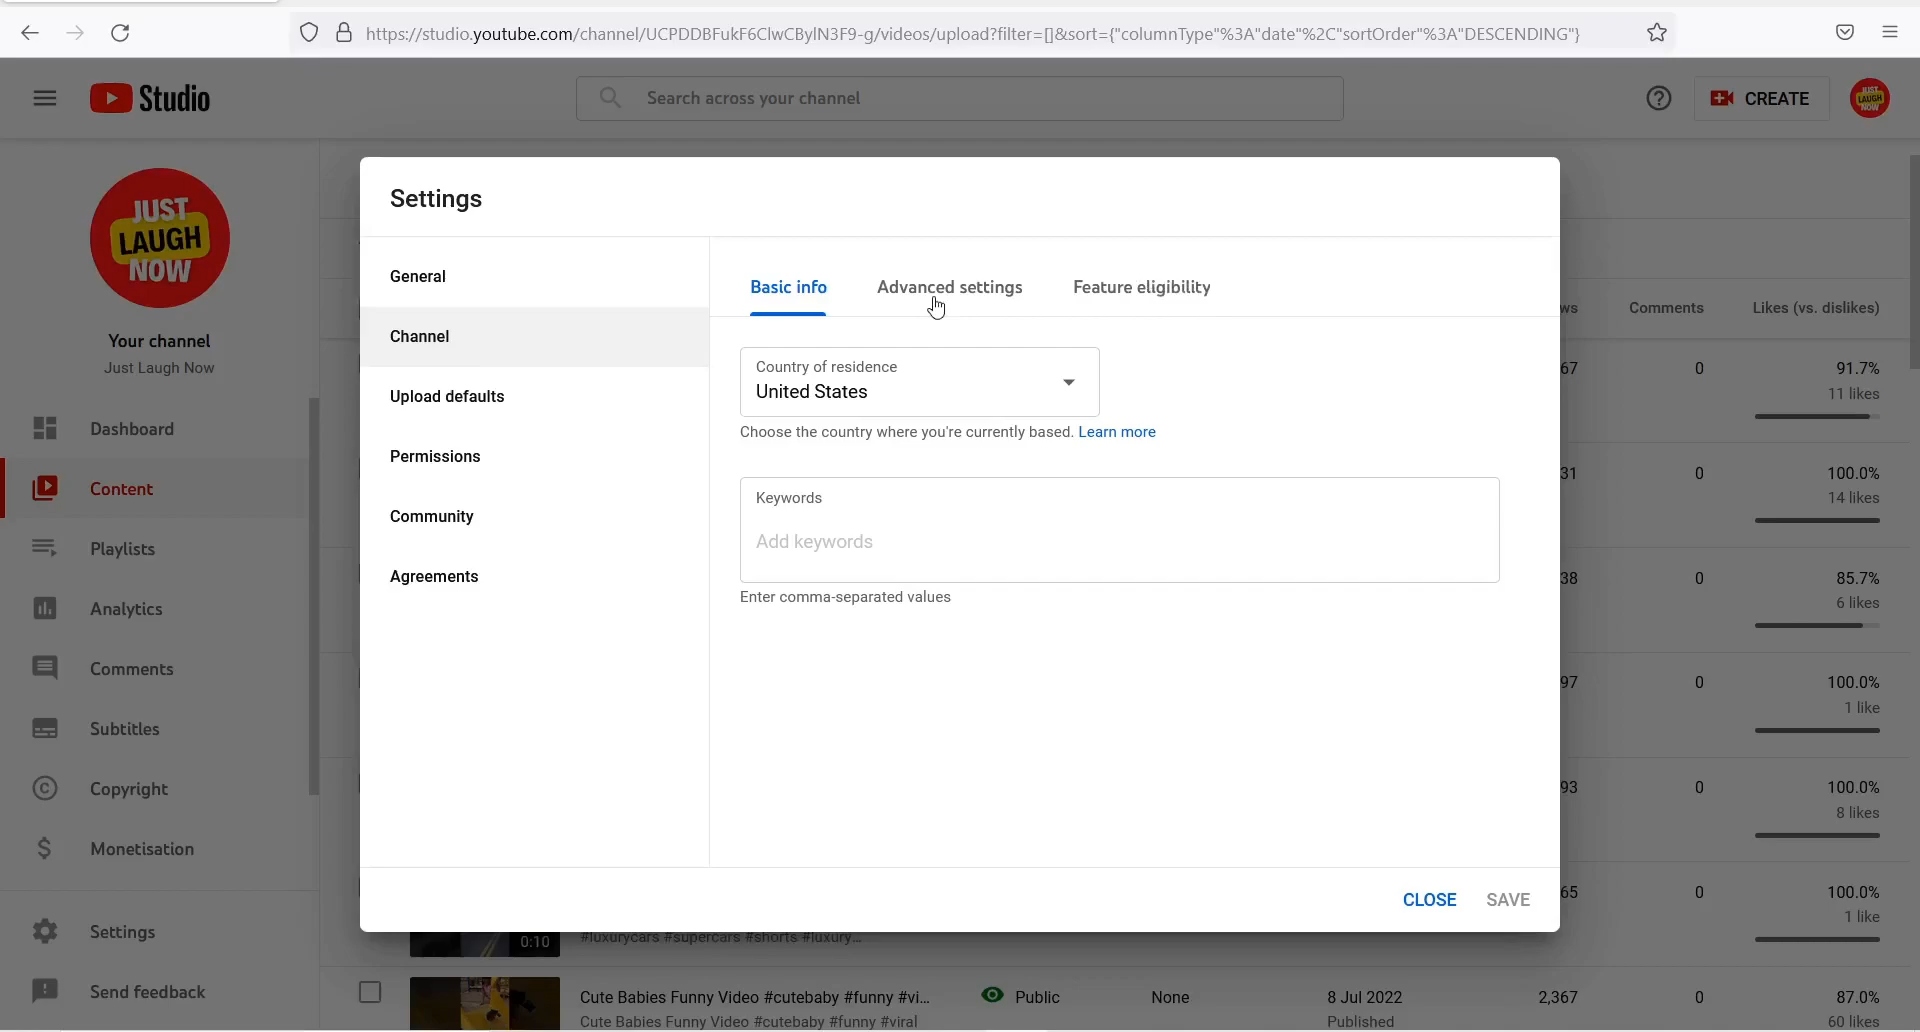 https://studio.youtube.com/channel/UCPDDBFukF6ClwCByIN3F9-g/videos/upload?filter=[]&sort={"columnType"%3A"date"%2C"sortOrder"%3A"DESCENDING"}
Studio
Search across your channel
CREATE
JUST
LAUGH
NOW
JUST
LAUGH
NOW
Your channel
Just Laugh Now
Dashboard
Content
Playlists
Analytics
Comments
Subtitles
Copyright
Monetisation
Settings
Send feedback
Settings
General
Channel
Upload defaults
Permissions
Community
Agreements
Basic info Advanced settings Feature eligibility
Country of residence
United States
Choose the country where you're currently based. Learn more
Keywords
Add keywords
Enter comma-separated values
CLOSE SAVE
ws Comments Likes (vs. dislikes)
67 0 91.7%
11 likes
31 0 100.0%
14 likes
38 0 85.7%
6 likes
97 0 100.0%
1 like
93 0 100.0%
8 likes
65 0 100.0%
1 like
0:10 #luxurycars #supercars #shorts #luxury...
Cute Babies Funny Video #cutebaby #funny #vi... Public None 8 Jul 2022 2,367 0 87.0%
Cute Babies Funny Video #cutebaby #funny #viral Published 60 likes